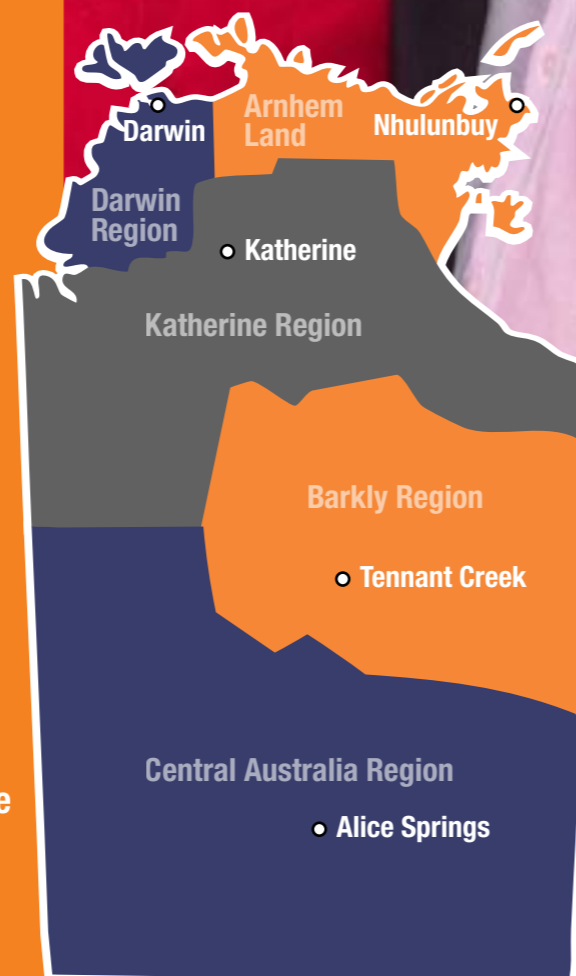 Arnhem
Land
Nhulunbuy
Darwin
Darwin
Region
Katherine
Katherine Region
Barkly Region
Tennant Creek
Central Australia Region
e
Alice Springs